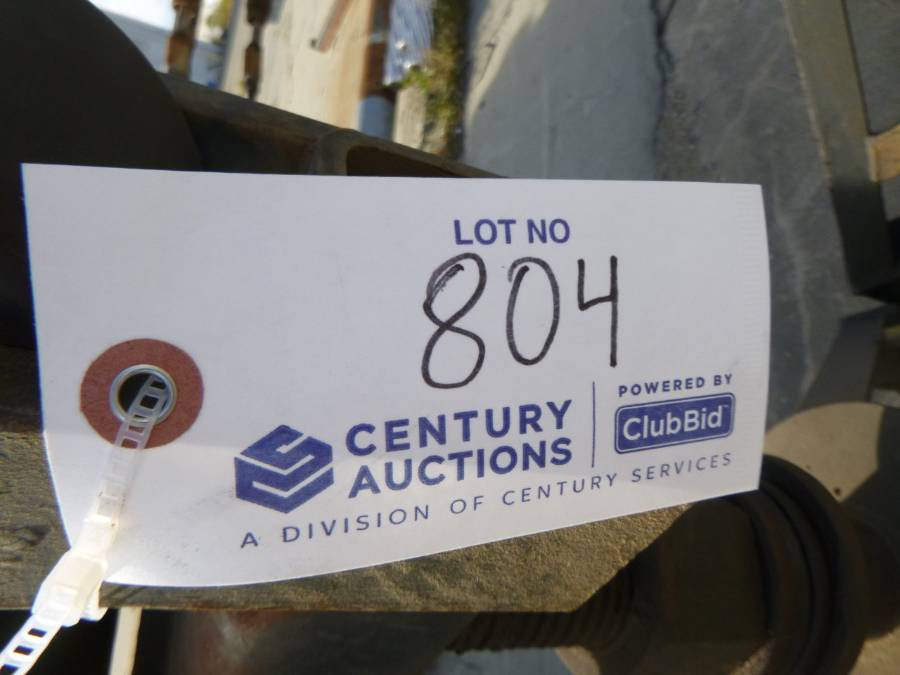 LOT NO
804
CENTURY
AUCTIONS
POWERED BY
ClubBid
A DIVISION OF CENTURY SERVICES